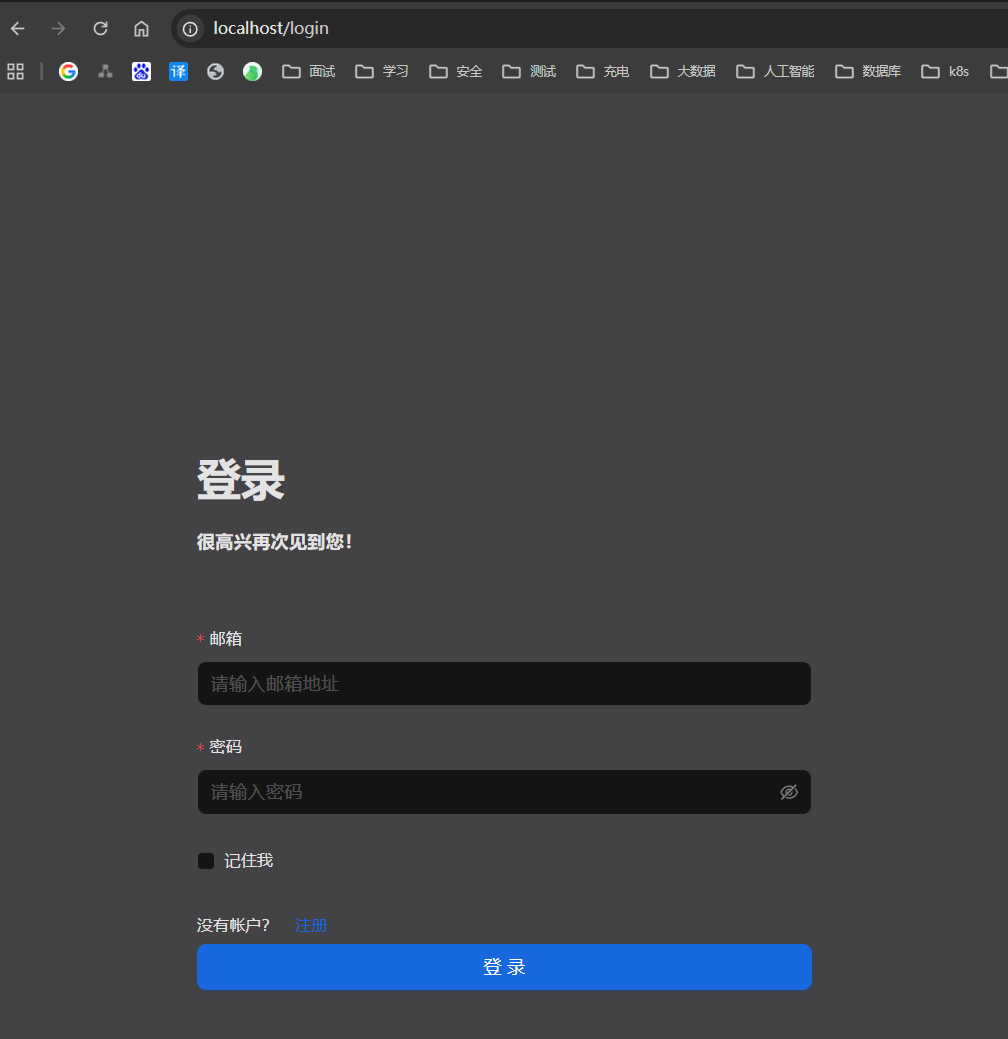 localhost/login
译 面试 学习 安全 测试 充电 大数据 人工智能 数据库 k8s
登录
很高兴再次见到您！
* 邮箱
请输入邮箱地址
* 密码
请输入密码
记住我
没有帐户？ 注册
登 录